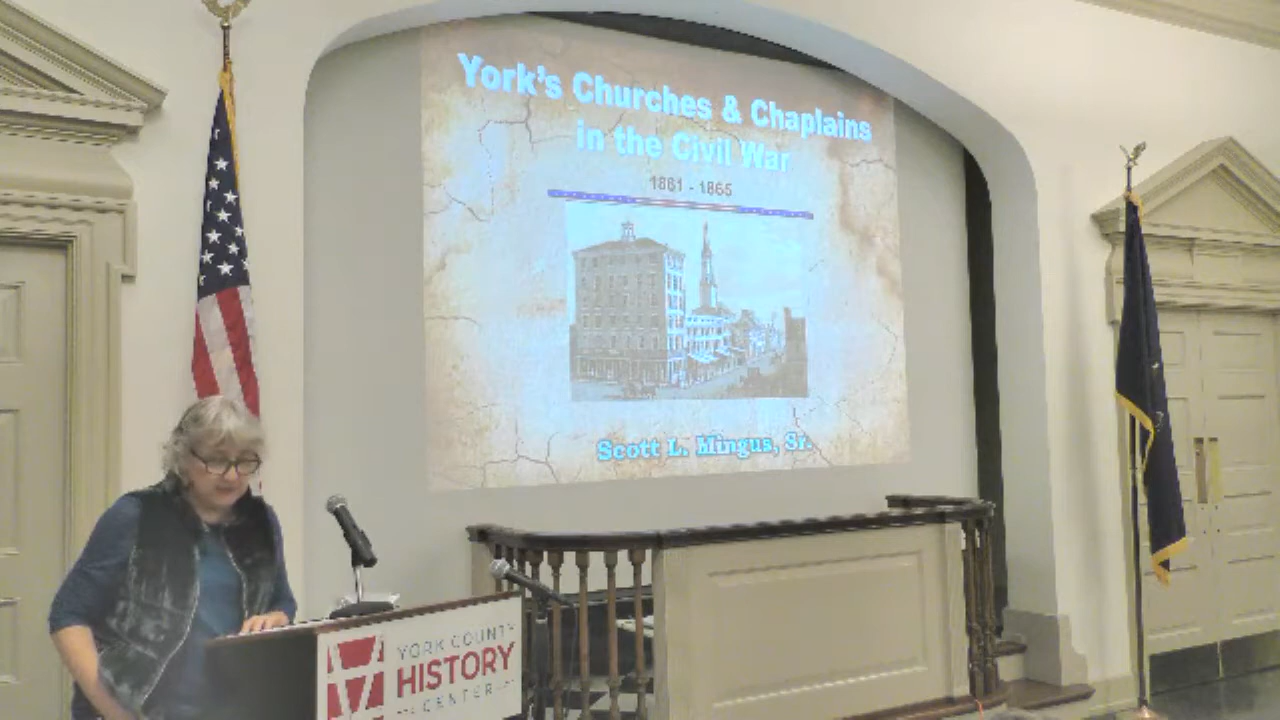 York's Churches & Chaplains
in the Civil War
1861 - 1865
Scott L. Mingus, Sr.
YORK COUNTY
HISTORY
CENTER